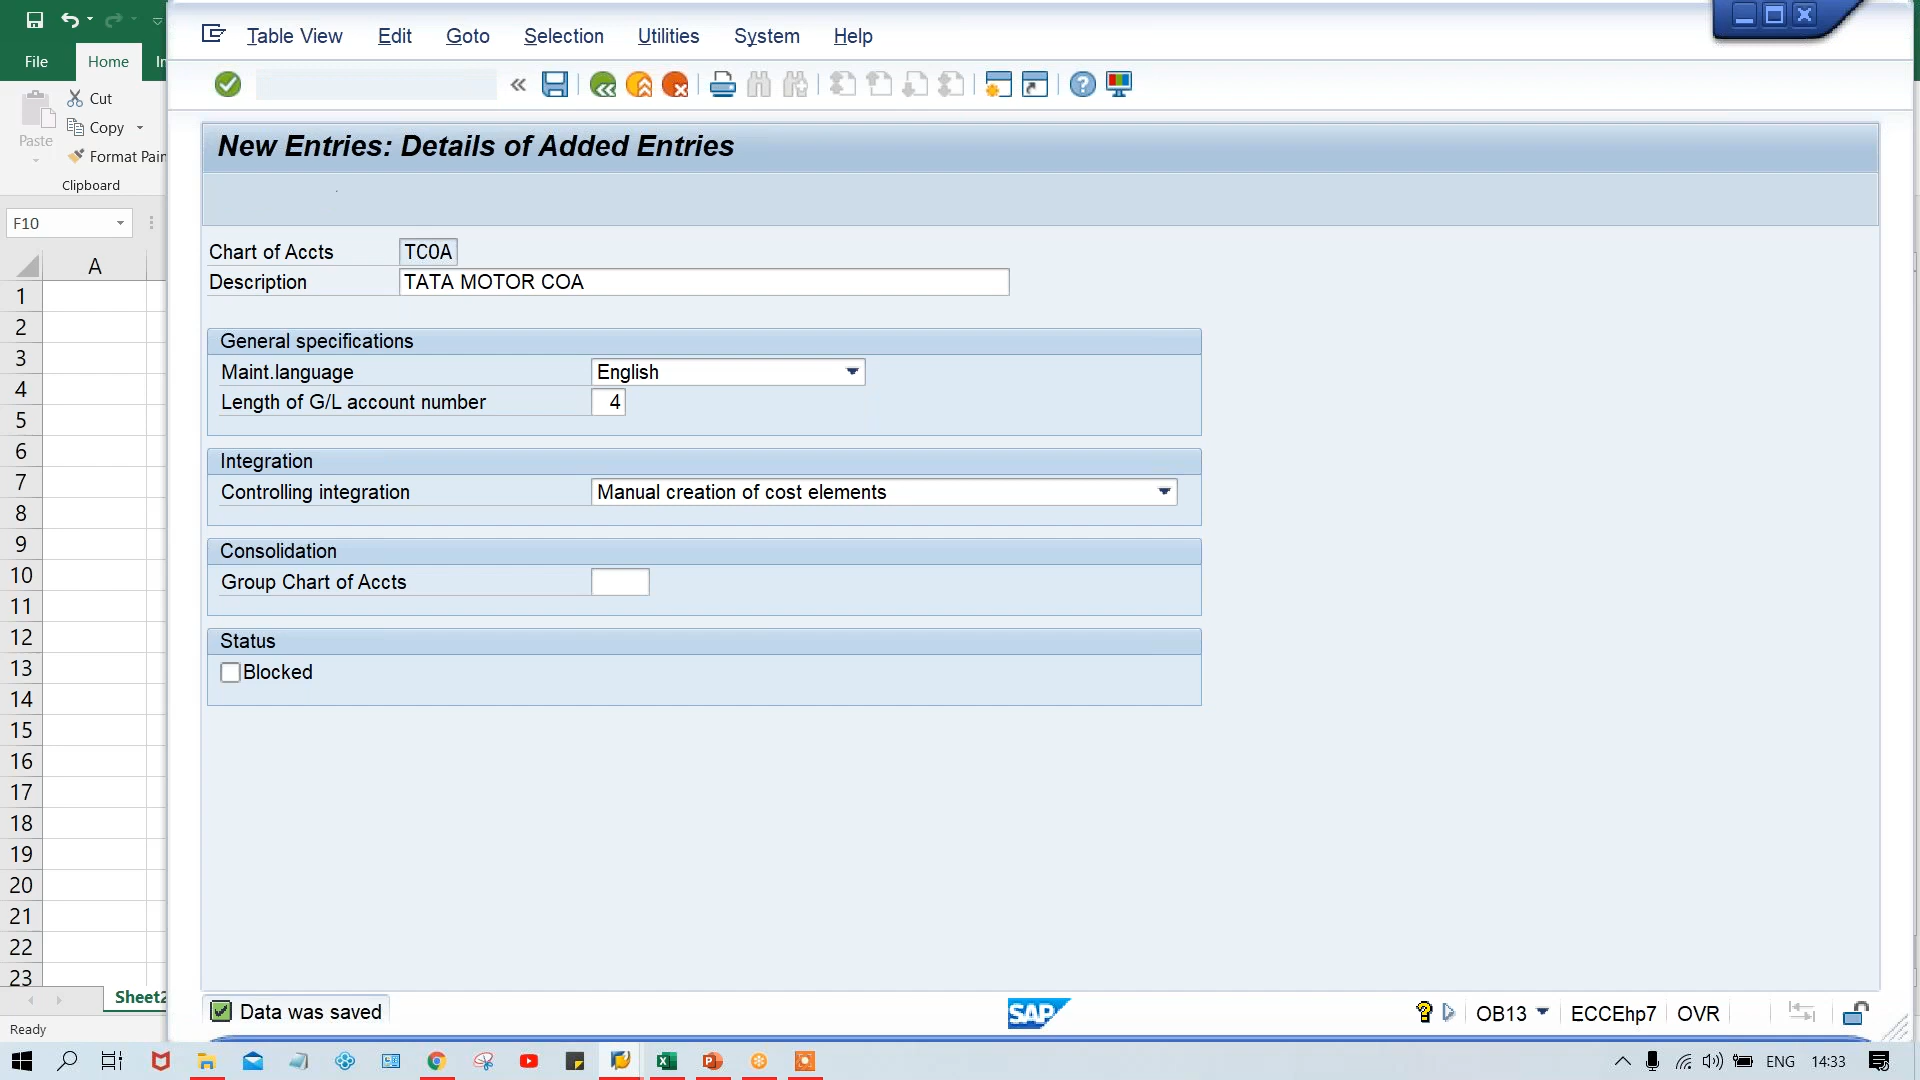 Table View Edit Goto Selection Utilities System Help
File Home
Cut
Copy
Paste
Format Pain
Clipboard
New Entries: Details of Added Entries
F10
A
Chart of Accts TCOA
Description TATA MOTOR COA
General specifications
Maint.language English
Length of G/L account number 4
Integration
Controlling integration Manual creation of cost elements
Consolidation
Group Chart of Accts
Status
Blocked
1
2
3
4
5
6
7
8
9
10
11
12
13
14
15
16
17
18
19
20
21
22
23
Sheet2
Data was saved SAP OB13 ECCEhp7 OVR
Ready
ENG 14:33